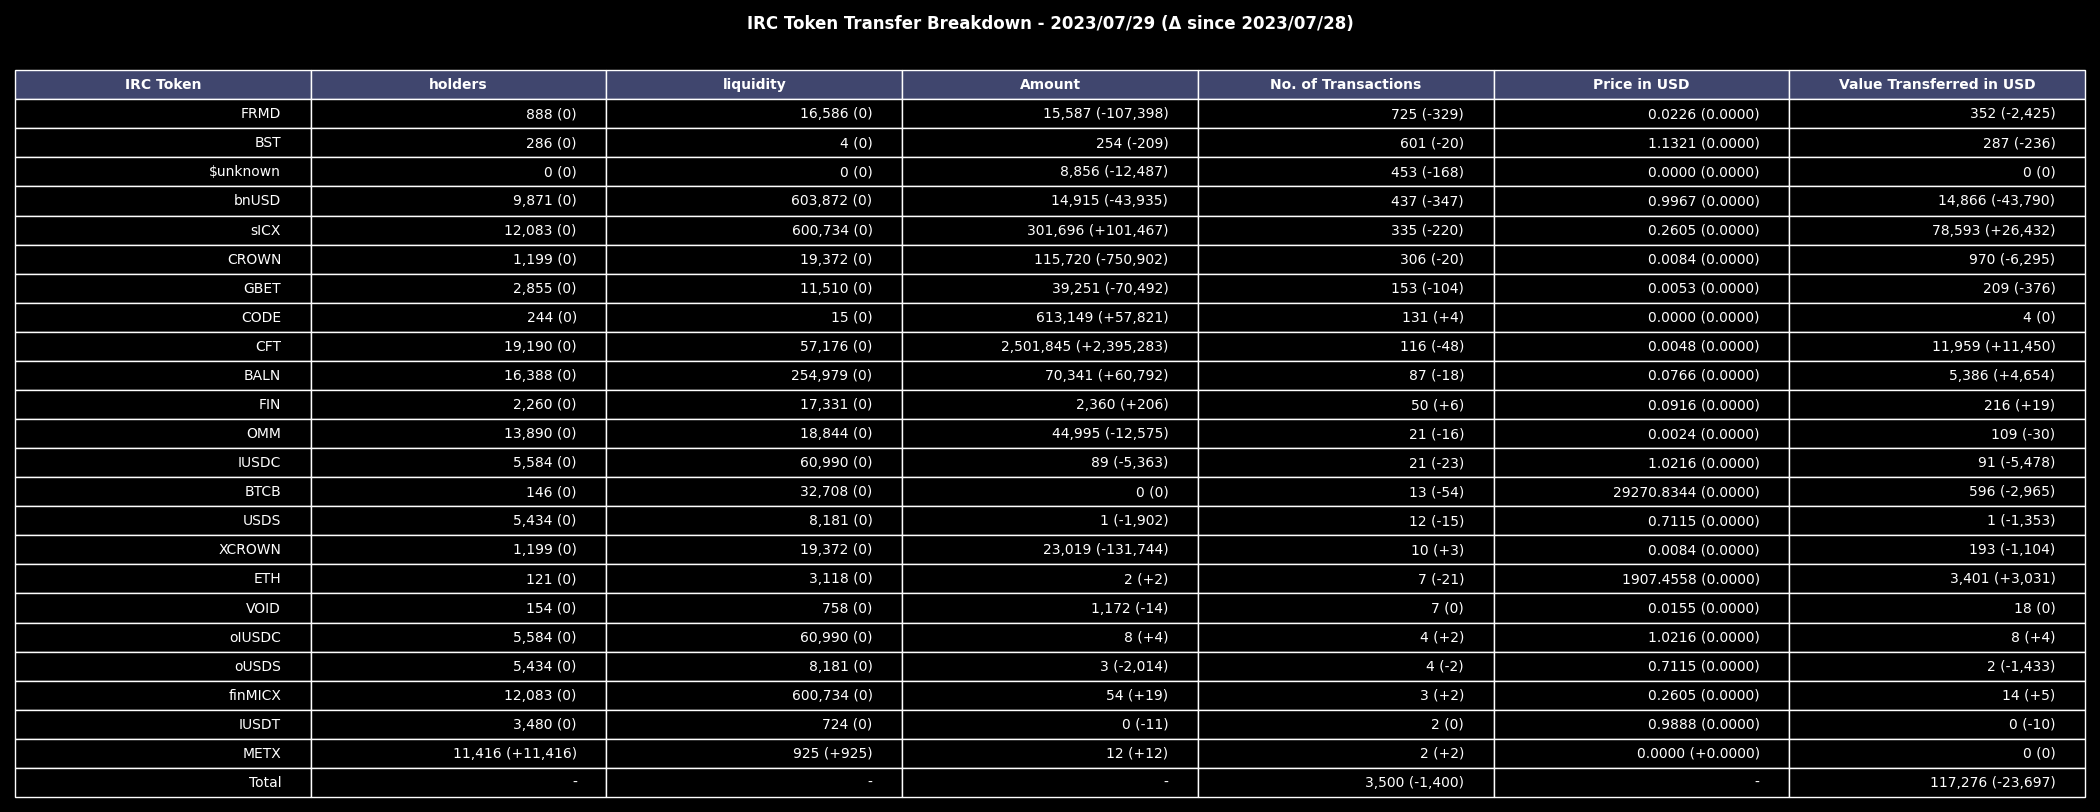 IRC Token Transfer Breakdown - 2023/07/29 (Δ since 2023/07/28)
IRC Token holders liquidity Amount No. of Transactions Price in USD Value Transferred in USD
FRMD 888 (0) 16,586 (0) 15,587 (-107,398) 725 (-329) 0.0226 (0.0000) 352 (-2,425)
BST 286 (0) 4 (0) 254 (-209) 601 (-20) 1.1321 (0.0000) 287 (-236)
$unknown 0 (0) 0 (0) 8,856 (-12,487) 453 (-168) 0.0000 (0.0000) 0 (0)
bnUSD 9,871 (0) 603,872 (0) 14,915 (-43,935) 437 (-347) 0.9967 (0.0000) 14,866 (-43,790)
sICX 12,083 (0) 600,734 (0) 301,696 (+101,467) 335 (-220) 0.2605 (0.0000) 78,593 (+26,432)
CROWN 1,199 (0) 19,372 (0) 115,720 (-750,902) 306 (-20) 0.0084 (0.0000) 970 (-6,295)
GBET 2,855 (0) 11,510 (0) 39,251 (-70,492) 153 (-104) 0.0053 (0.0000) 209 (-376)
CODE 244 (0) 15 (0) 613,149 (+57,821) 131 (+4) 0.0000 (0.0000) 4 (0)
CFT 19,190 (0) 57,176 (0) 2,501,845 (+2,395,283) 116 (-48) 0.0048 (0.0000) 11,959 (+11,450)
BALN 16,388 (0) 254,979 (0) 70,341 (+60,792) 87 (-18) 0.0766 (0.0000) 5,386 (+4,654)
FIN 2,260 (0) 17,331 (0) 2,360 (+206) 50 (+6) 0.0916 (0.0000) 216 (+19)
OMM 13,890 (0) 18,844 (0) 44,995 (-12,575) 21 (-16) 0.0024 (0.0000) 109 (-30)
IUSDC 5,584 (0) 60,990 (0) 89 (-5,363) 21 (-23) 1.0216 (0.0000) 91 (-5,478)
BTCB 146 (0) 32,708 (0) 0 (0) 13 (-54) 29270.8344 (0.0000) 596 (-2,965)
USDS 5,434 (0) 8,181 (0) 1 (-1,902) 12 (-15) 0.7115 (0.0000) 1 (-1,353)
XCROWN 1,199 (0) 19,372 (0) 23,019 (-131,744) 10 (+3) 0.0084 (0.0000) 193 (-1,104)
ETH 121 (0) 3,118 (0) 2 (+2) 7 (-21) 1907.4558 (0.0000) 3,401 (+3,031)
VOID 154 (0) 758 (0) 1,172 (-14) 7 (0) 0.0155 (0.0000) 18 (0)
oIUSDC 5,584 (0) 60,990 (0) 8 (+4) 4 (+2) 1.0216 (0.0000) 8 (+4)
oUSDS 5,434 (0) 8,181 (0) 3 (-2,014) 4 (-2) 0.7115 (0.0000) 2 (-1,433)
finMICX 12,083 (0) 600,734 (0) 54 (+19) 3 (+2) 0.2605 (0.0000) 14 (+5)
IUSDT 3,480 (0) 724 (0) 0 (-11) 2 (0) 0.9888 (0.0000) 0 (-10)
METX 11,416 (+11,416) 925 (+925) 12 (+12) 2 (+2) 0.0000 (+0.0000) 0 (0)
Total - - - 3,500 (-1,400) - 117,276 (-23,697)